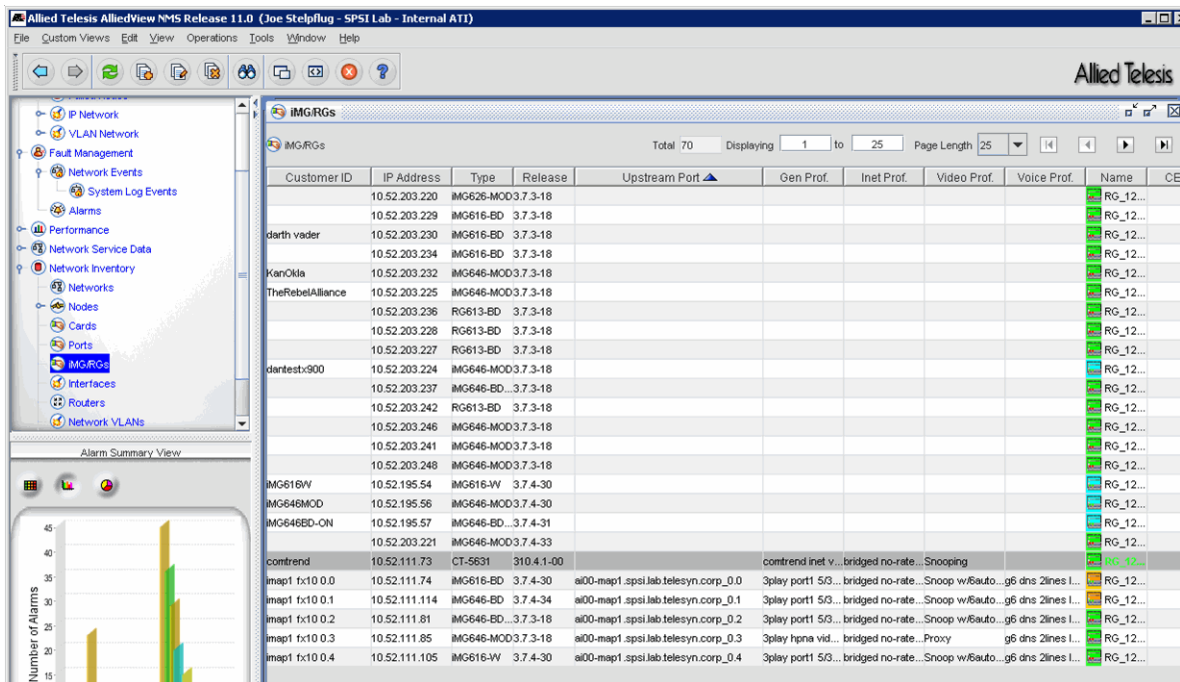 Allied Telesis AlliedView NMS Release 11.0 (Joe Stelpflug - SPSI Lab - Internal ATI)
File Custom Views Edit View Operations Tools Window Help
Allied Telesis
IP Network
VLAN Network
Fault Management
Network Events
System Log Events
Alarms
Performance
Network Service Data
Network Inventory
Networks
Nodes
Cards
Ports
iMG/RGs
Interfaces
Routers
Network VLANs
Alarm Summary View
Number of Alarms
45
40
35
30
25
20
15
iMG/RGs
iMG/RGs Total 70 Displaying 1 to 25 Page Length 25
Customer ID IP Address Type Release Upstream Port Gen Prof. Inet Prof. Video Prof. Voice Prof. Name CE
10.52.203.220 iMG626-MOD 3.7.3-18 RG_12...
10.52.203.229 iMG616-BD 3.7.3-18 RG_12...
darth vader 10.52.203.230 iMG616-BD 3.7.3-18 RG_12...
10.52.203.234 iMG616-BD 3.7.3-18 RG_12...
KanOkla 10.52.203.232 iMG646-MOD 3.7.3-18 RG_12...
TheRebelAlliance 10.52.203.225 iMG646-MOD 3.7.3-18 RG_12...
10.52.203.236 RG613-BD 3.7.3-18 RG_12...
10.52.203.228 RG613-BD 3.7.3-18 RG_12...
10.52.203.227 RG613-BD 3.7.3-18 RG_12...
dantestx900 10.52.203.224 iMG646-MOD 3.7.3-18 RG_12...
10.52.203.237 iMG646-BD... 3.7.3-18 RG_12...
10.52.203.242 RG613-BD 3.7.3-18 RG_12...
10.52.203.246 iMG646-MOD 3.7.3-18 RG_12...
10.52.203.241 iMG646-MOD 3.7.3-18 RG_12...
10.52.203.248 iMG646-MOD 3.7.3-18 RG_12...
iMG616W 10.52.195.54 iMG616-W 3.7.4-30 RG_12...
iMG646MOD 10.52.195.56 iMG646-MOD 3.7.4-30 RG_12...
iMG646BD-ON 10.52.195.57 iMG646-BD... 3.7.4-31 RG_12...
10.52.203.221 iMG646-MOD 3.7.4-33 RG_12...
comtrend 10.52.111.73 CT-5631 310.4.1-00 comtrend inet v... bridged no-rate... Snooping RG_12...
imap1 fx10 0.0 10.52.111.74 iMG616-BD 3.7.4-30 ai00-map1.spsi.lab.telesyn.corp_0.0 3play port1 5/3... bridged no-rate... Snoop w/6auto... g6 dns 2lines l... RG_12...
imap1 fx10 0.1 10.52.111.114 iMG646-BD 3.7.4-34 ai00-map1.spsi.lab.telesyn.corp_0.1 3play port1 5/3... bridged no-rate... Snoop w/6auto... g6 dns 2lines l... RG_12...
imap1 fx10 0.2 10.52.111.81 iMG646-BD... 3.7.3-18 ai00-map1.spsi.lab.telesyn.corp_0.2 3play port1 5/3... bridged no-rate... Snoop w/6auto... g6 dns 2lines l... RG_12...
imap1 fx10 0.3 10.52.111.85 iMG646-MOD 3.7.3-18 ai00-map1.spsi.lab.telesyn.corp_0.3 3play hpna vid... bridged no-rate... Proxy g6 dns 2lines l... RG_12...
imap1 fx10 0.4 10.52.111.105 iMG616-W 3.7.4-30 ai00-map1.spsi.lab.telesyn.corp_0.4 3play port1 5/3... bridged no-rate... Snoop w/6auto... g6 dns 2lines l... RG_12...